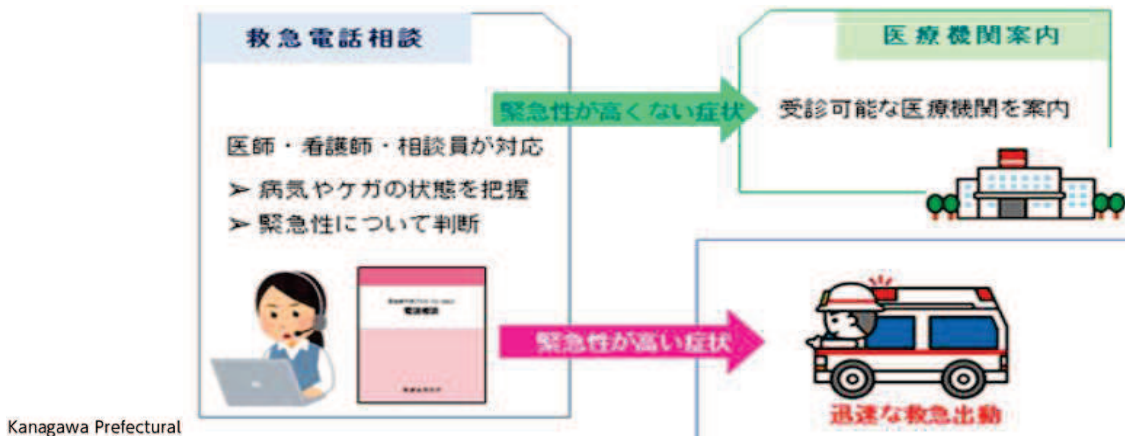 救急電話相談
医師・看護師・相談員が対応
➢ 病気やケガの状態を把握
➢ 緊急性について判断
電話相談
緊急性が高くない症状
医療機関案内
受診可能な医療機関を案内
緊急性が高い症状
迅速な救急出動
Kanagawa Prefectural